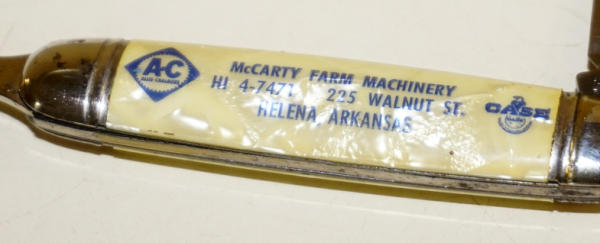 A-C
ALLIS-CHALMERS
McCARTY FARM MACHINERY
HI 4-7471 225 WALNUT ST.
HELENA, ARKANSAS
CASE